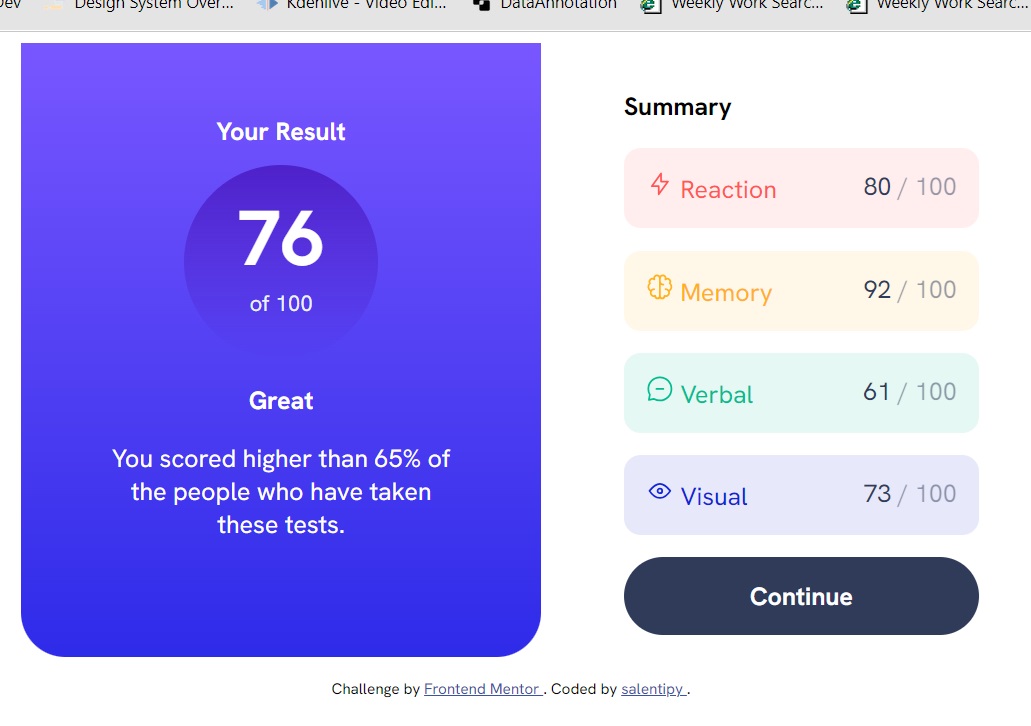 Dev
Design System Over...
Kdenlive - Video Edi...
DataAnnotation
Weekly Work Searc...
Weekly Work Searc...
Your Result
76
of 100
Great
You scored higher than 65% of
the people who have taken
these tests.
Summary
Reaction 80 / 100
Memory 92 / 100
Verbal 61 / 100
Visual 73 / 100
Continue
Challenge by Frontend Mentor . Coded by salentipy .